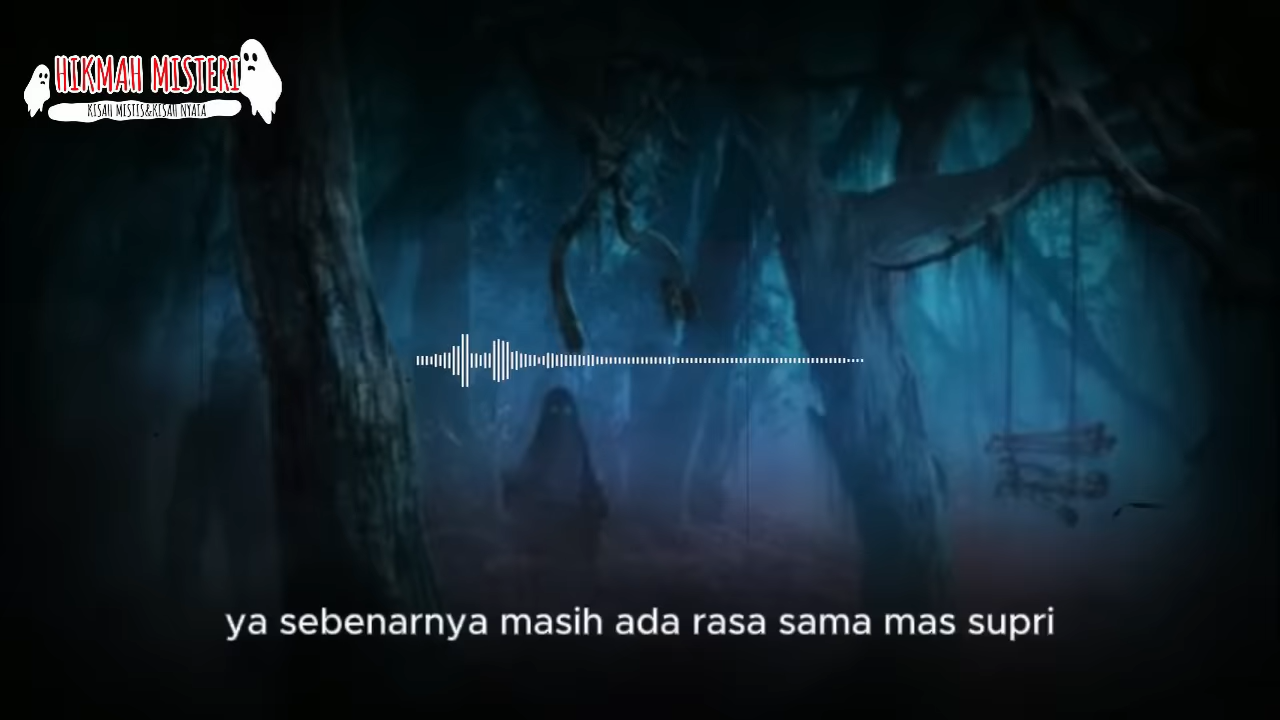 HIKMAH MISTERI
KISAH MISTIS&KISAH NYATA
ya sebenarnya masih ada rasa sama mas supri